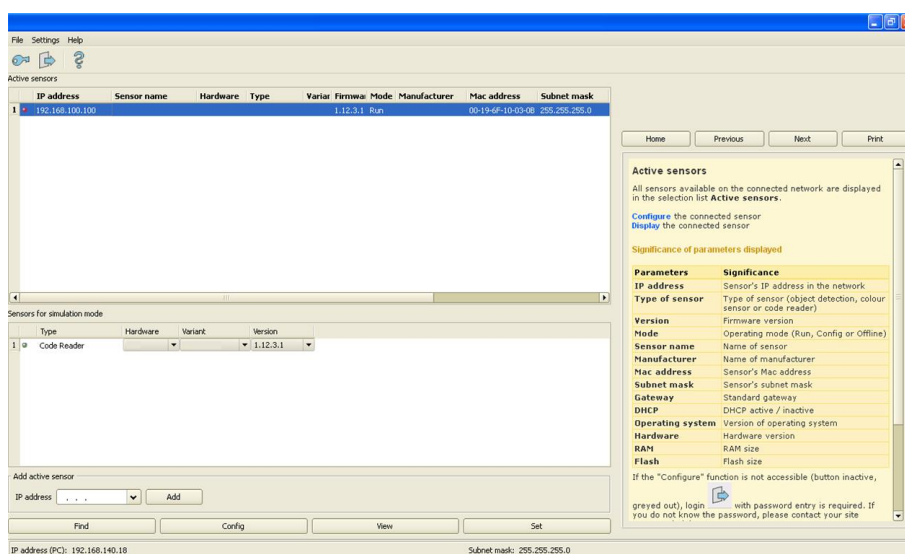 File Settings Help
Active sensors
IP address Sensor name Hardware Type Variar Firmwai Mode Manufacturer Mac address Subnet mask
1 192.168.100.100 1.12.3.1 Run 00-19-6F-10-03-0B 255.255.255.0
Sensors for simulation mode
Type Hardware Variant Version
1 Code Reader 1.12.3.1
Add active sensor
IP address . . . Add
Find Config View Set
IP address (PC): 192.168.140.18 Subnet mask: 255.255.255.0
Home Previous Next Print
Active sensors
All sensors available on the connected network are displayed
in the selection list Active sensors.
Configure the connected sensor
Display the connected sensor
Significance of parameters displayed
Parameters Significance
IP address Sensor's IP address in the network
Type of sensor Type of sensor (object detection, colour
sensor or code reader)
Version Firmware version
Mode Operating mode (Run, Config or Offline)
Sensor name Name of sensor
Manufacturer Name of manufacturer
Mac address Sensor's Mac address
Subnet mask Sensor's subnet mask
Gateway Standard gateway
DHCP DHCP active / inactive
Operating system Version of operating system
Hardware Hardware version
RAM RAM size
Flash Flash size
If the "Configure" function is not accessible (button inactive,
greyed out), login with password entry is required. If
you do not know the password, please contact your site